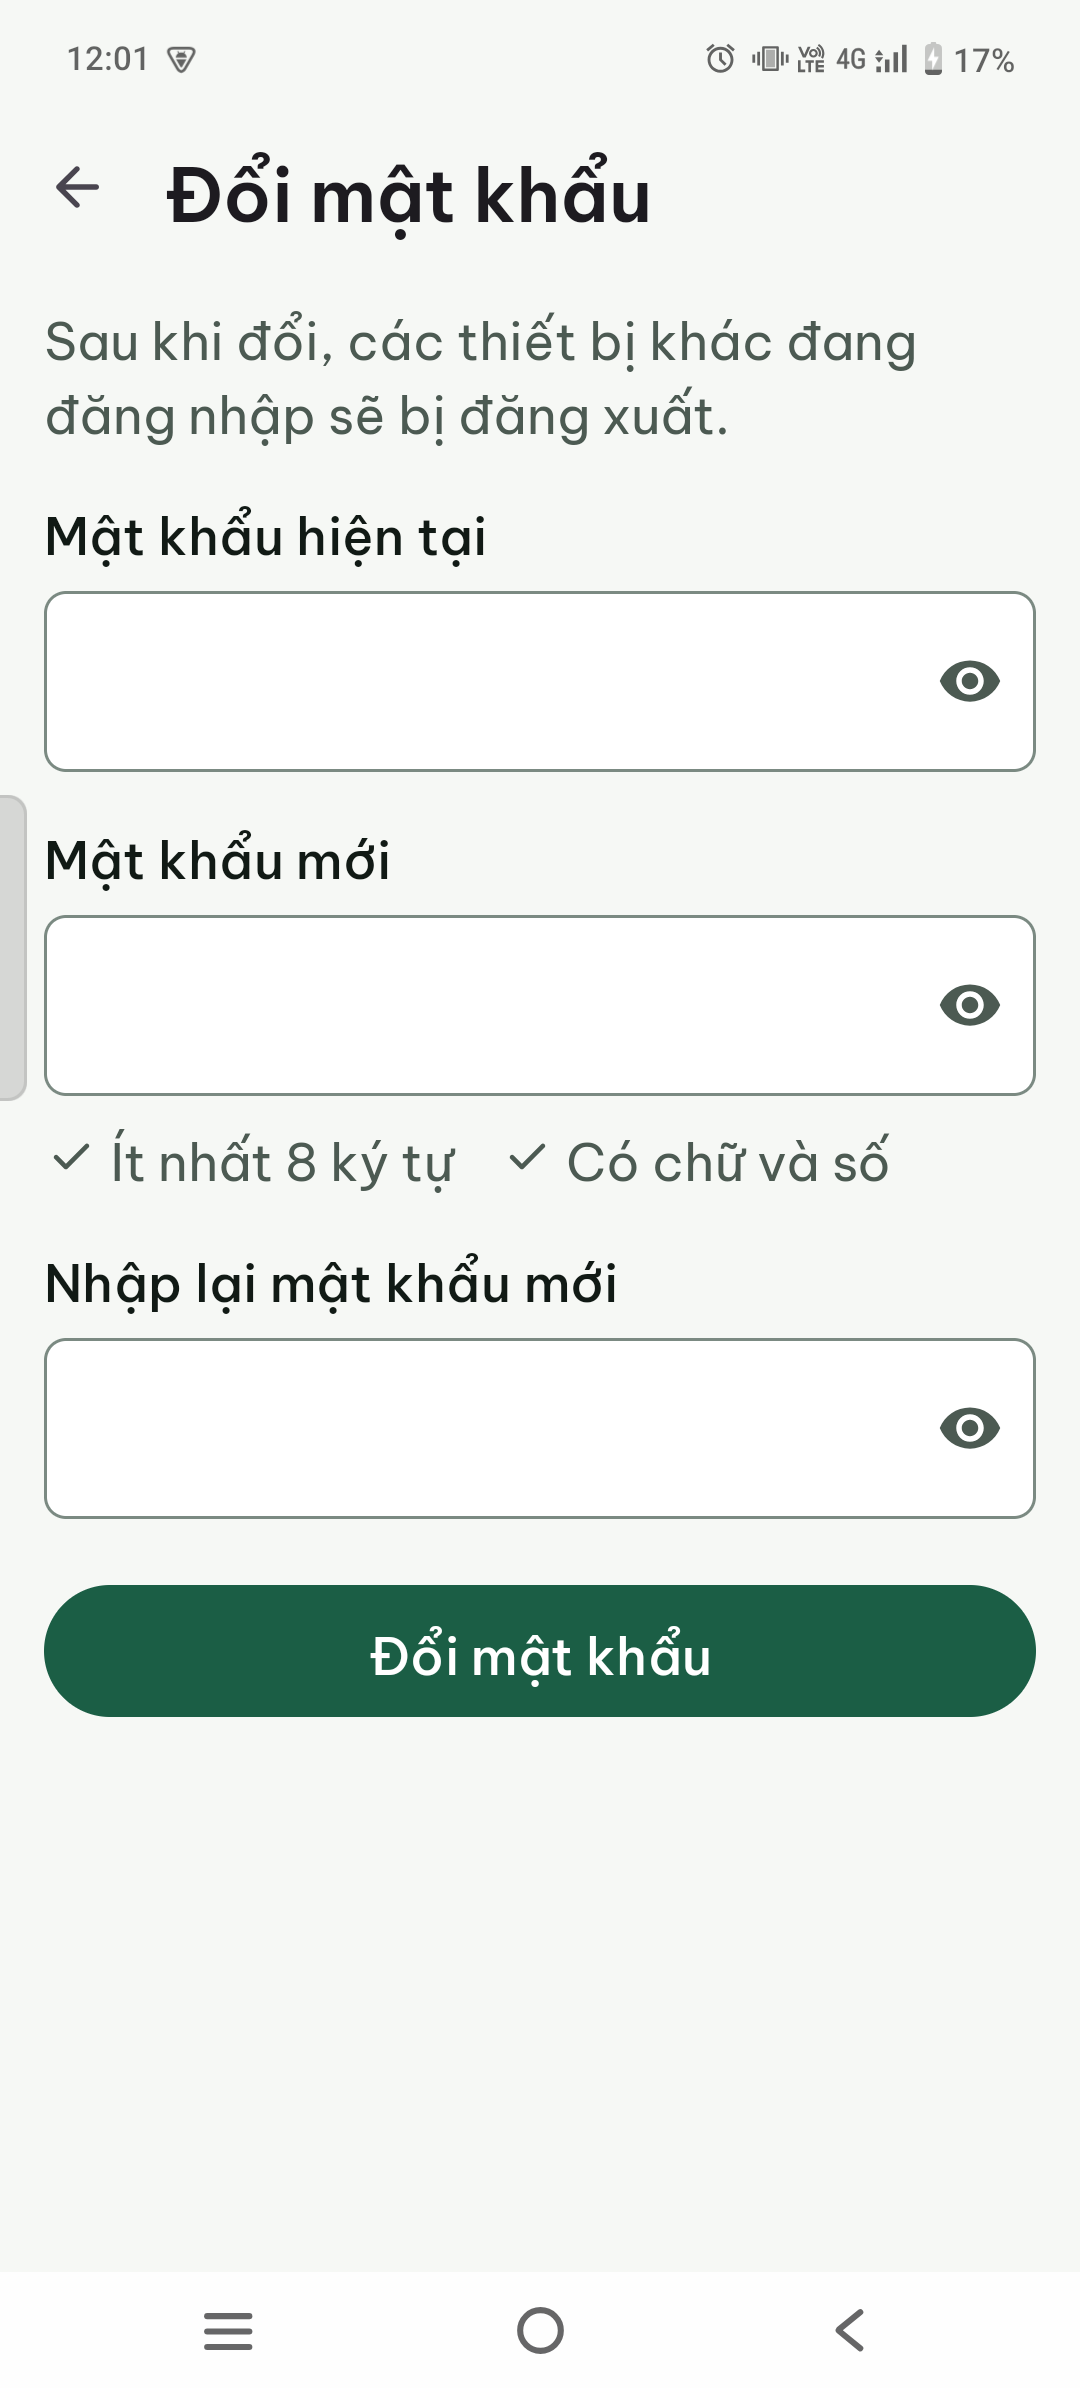 12:01 VoLTE 4G 17%
Đổi mật khẩu
Sau khi đổi, các thiết bị khác đang
đăng nhập sẽ bị đăng xuất.
Mật khẩu hiện tại
Mật khẩu mới
Ít nhất 8 ký tự Có chữ và số
Nhập lại mật khẩu mới
Đổi mật khẩu